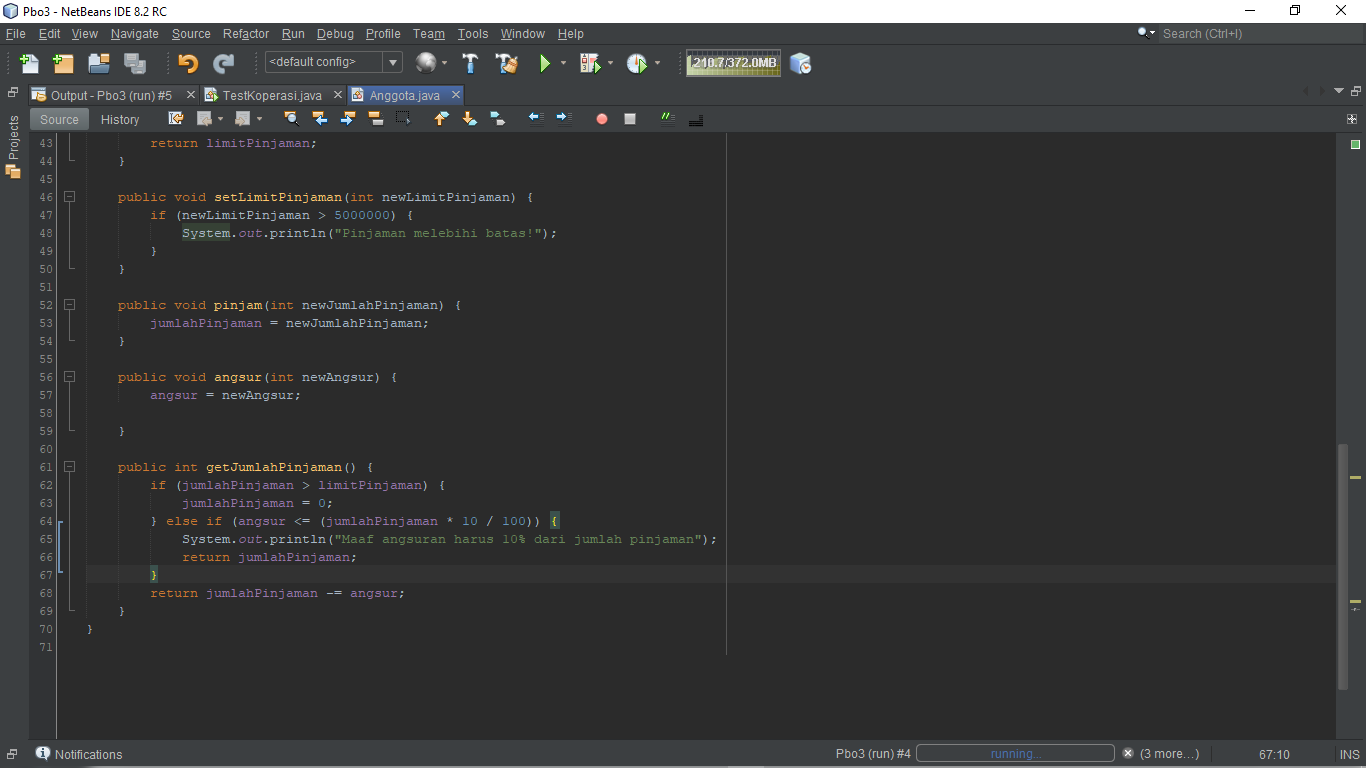 Pbo3 - NetBeans IDE 8.2 RC
File Edit View Navigate Source Refactor Run Debug Profile Team Tools Window Help
Search (Ctrl+I)
<default config>
210.7/372.0MB
Output - Pbo3 (run) #5 TestKoperasi.java Anggota.java
Projects
Source History
43 return limitPinjaman;
44 }
45
46 public void setLimitPinjaman(int newLimitPinjaman) {
47 if (newLimitPinjaman > 5000000) {
48 System.out.println("Pinjaman melebihi batas!");
49 }
50 }
51
52 public void pinjam(int newJumlahPinjaman) {
53 jumlahPinjaman = newJumlahPinjaman;
54 }
55
56 public void angsur(int newAngsur) {
57 angsur = newAngsur;
58
59 }
60
61 public int getJumlahPinjaman() {
62 if (jumlahPinjaman > limitPinjaman) {
63 jumlahPinjaman = 0;
64 } else if (angsur <= (jumlahPinjaman * 10 / 100)) {
65 System.out.println("Maaf angsuran harus 10% dari jumlah pinjaman");
66 return jumlahPinjaman;
67 }
68 return jumlahPinjaman -= angsur;
69 }
70 }
71
Notifications
Pbo3 (run) #4 running... (3 more...) 67:10 INS